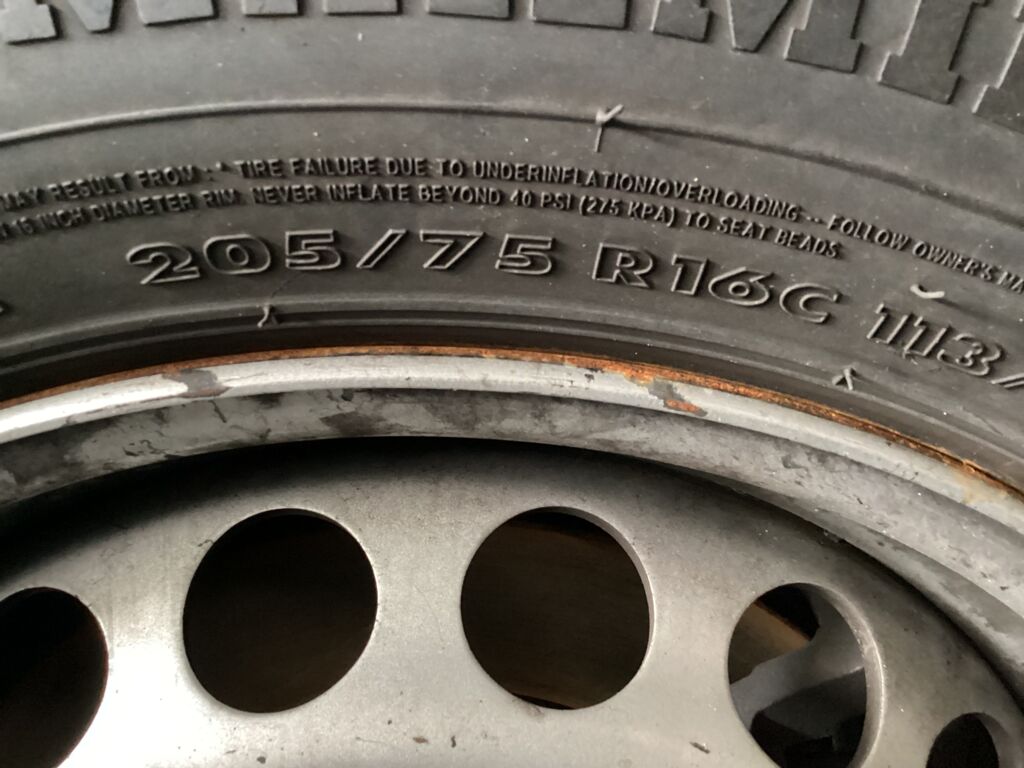 MAY RESULT FROM: * TIRE FAILURE DUE TO UNDERINFLATION/OVERLOADING -- FOLLOW OWNER'S
16 INCH DIAMETER RIM. NEVER INFLATE BEYOND 40 PSI (275 KPA) TO SEAT BEADS.
205/75 R16C 113/